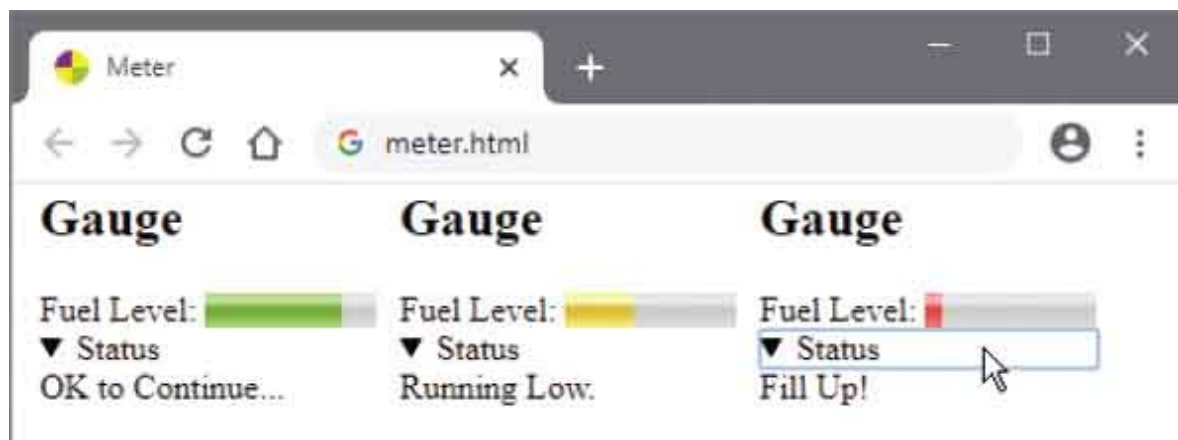 Meter
meter.html
Gauge Gauge Gauge
Fuel Level: Fuel Level: Fuel Level:
▼ Status ▼ Status ▼ Status
OK to Continue... Running Low. Fill Up!